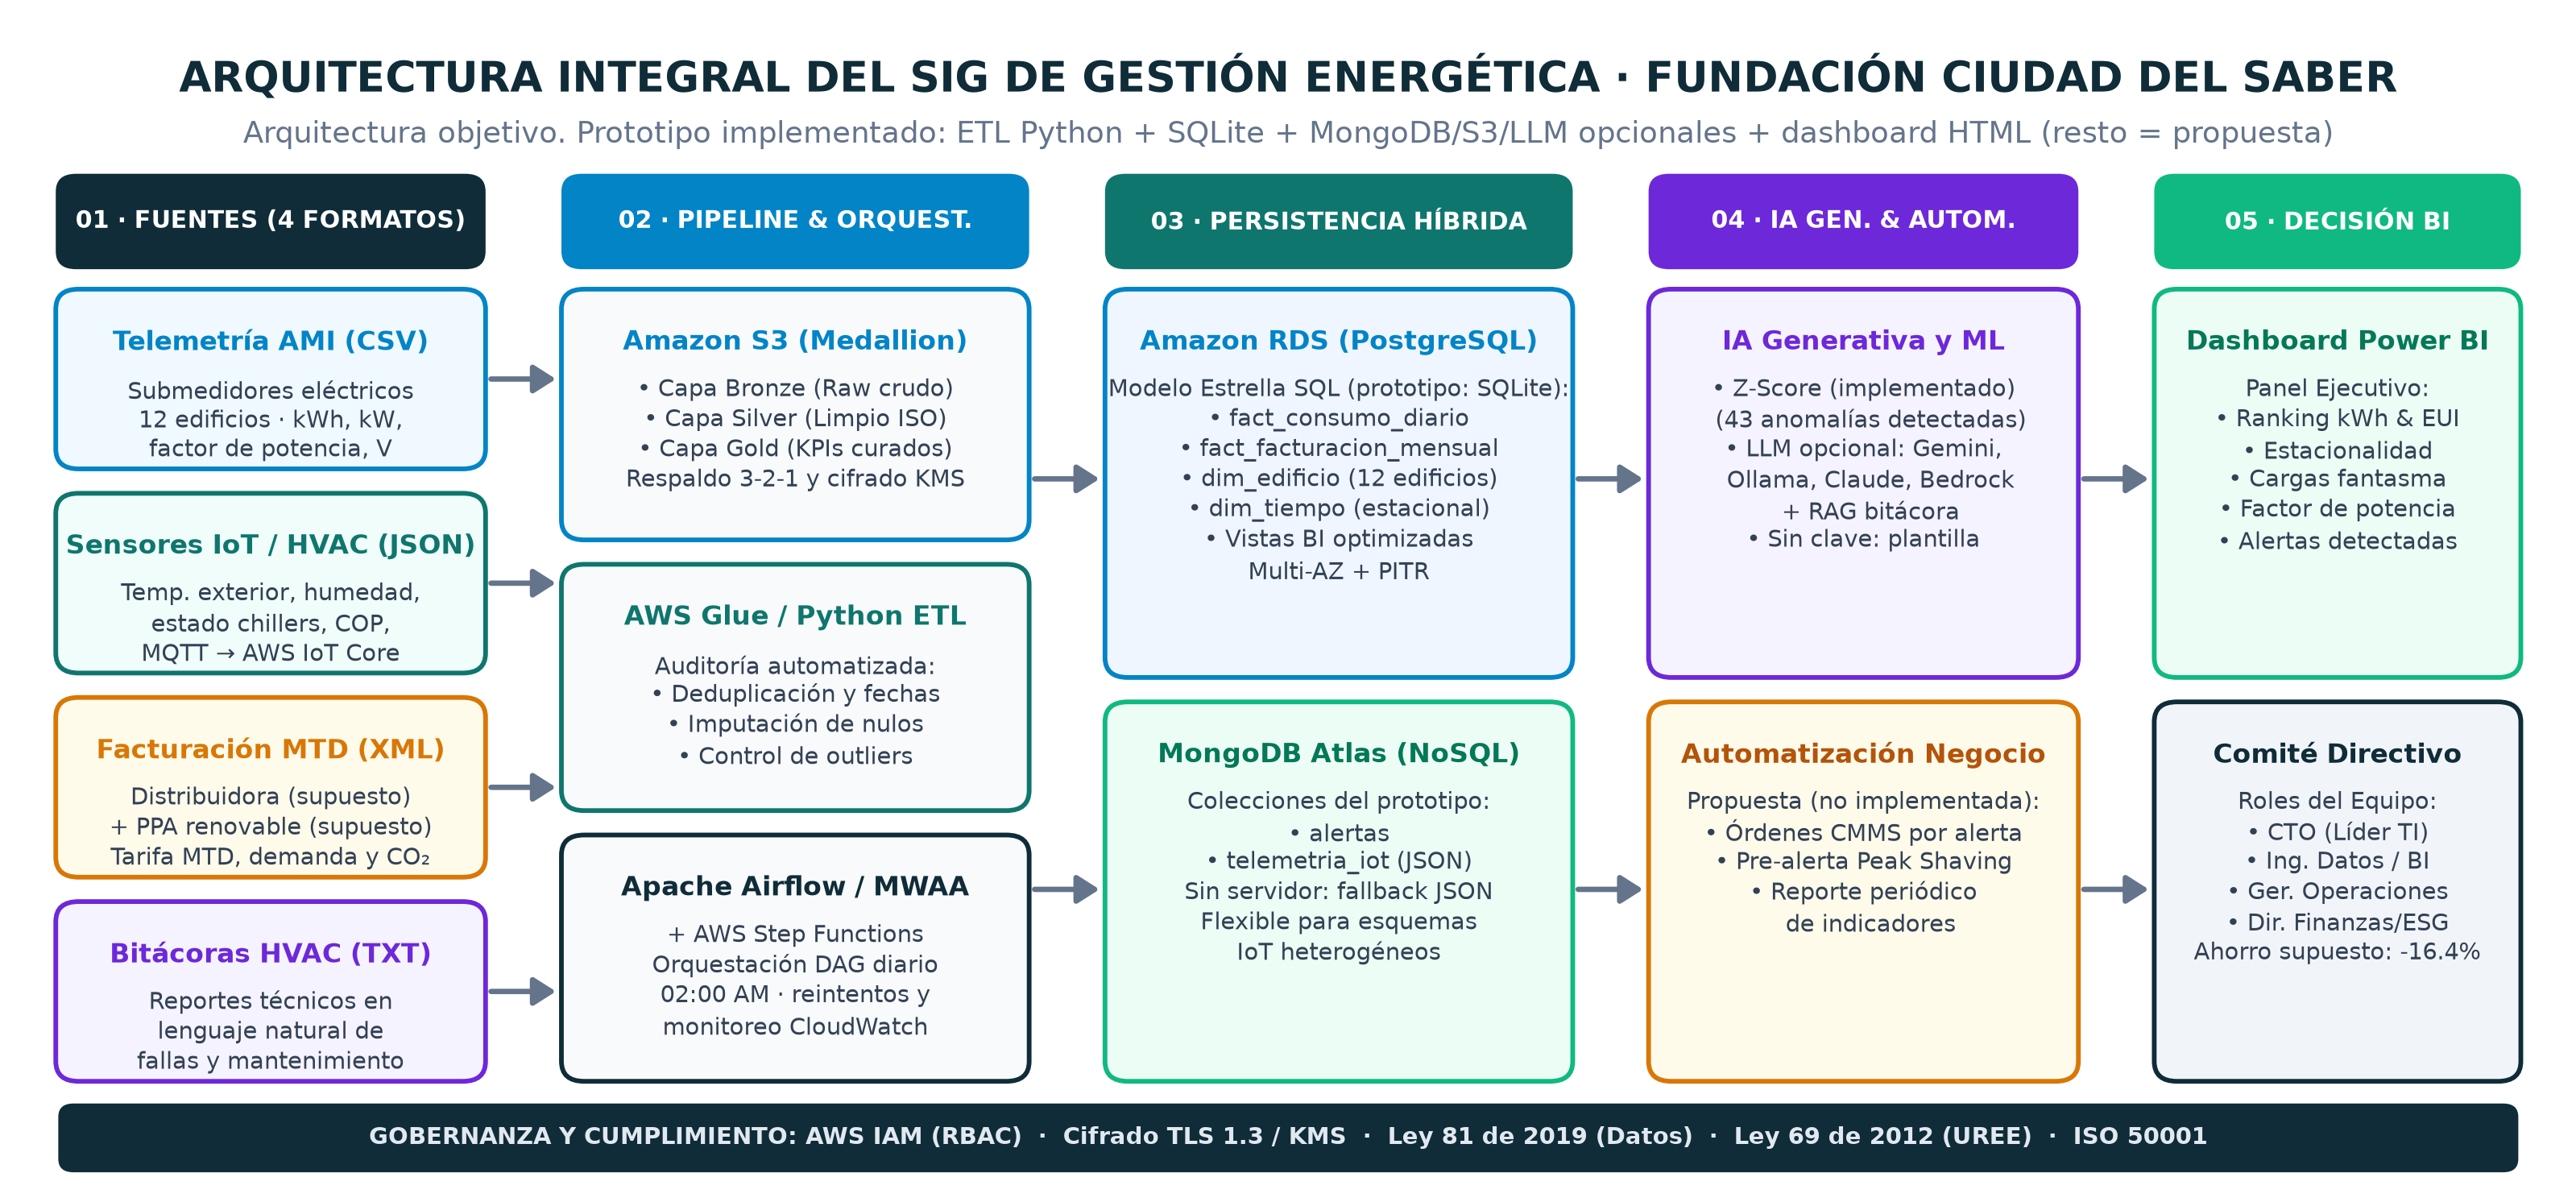 ARQUITECTURA INTEGRAL DEL SIG DE GESTIÓN ENERGÉTICA · FUNDACIÓN CIUDAD DEL SABER
Arquitectura objetivo. Prototipo implementado: ETL Python + SQLite + MongoDB/S3/LLM opcionales + dashboard HTML (resto = propuesta)
01 · FUENTES (4 FORMATOS)
Telemetría AMI (CSV)
Submedidores eléctricos
12 edificios · kWh, kW,
factor de potencia, V
Sensores IoT / HVAC (JSON)
Temp. exterior, humedad,
estado chillers, COP,
MQTT → AWS IoT Core
Facturación MTD (XML)
Distribuidora (supuesto)
+ PPA renovable (supuesto)
Tarifa MTD, demanda y CO₂
Bitácoras HVAC (TXT)
Reportes técnicos en
lenguaje natural de
fallas y mantenimiento
02 · PIPELINE & ORQUEST.
Amazon S3 (Medallion)
• Capa Bronze (Raw crudo)
• Capa Silver (Limpio ISO)
• Capa Gold (KPIs curados)
Respaldo 3-2-1 y cifrado KMS
AWS Glue / Python ETL
Auditoría automatizada:
• Deduplicación y fechas
• Imputación de nulos
• Control de outliers
Apache Airflow / MWAA
+ AWS Step Functions
Orquestación DAG diario
02:00 AM · reintentos y
monitoreo CloudWatch
03 · PERSISTENCIA HÍBRIDA
Amazon RDS (PostgreSQL)
Modelo Estrella SQL (prototipo: SQLite):
• fact_consumo_diario
• fact_facturacion_mensual
• dim_edificio (12 edificios)
• dim_tiempo (estacional)
• Vistas BI optimizadas
Multi-AZ + PITR
MongoDB Atlas (NoSQL)
Colecciones del prototipo:
• alertas
• telemetria_iot (JSON)
Sin servidor: fallback JSON
Flexible para esquemas
IoT heterogéneos
04 · IA GEN. & AUTOM.
IA Generativa y ML
• Z-Score (implementado)
(43 anomalías detectadas)
• LLM opcional: Gemini,
Ollama, Claude, Bedrock
+ RAG bitácora
• Sin clave: plantilla
Automatización Negocio
Propuesta (no implementada):
• Órdenes CMMS por alerta
• Pre-alerta Peak Shaving
• Reporte periódico
de indicadores
05 · DECISIÓN BI
Dashboard Power BI
Panel Ejecutivo:
• Ranking kWh & EUI
• Estacionalidad
• Cargas fantasma
• Factor de potencia
• Alertas detectadas
Comité Directivo
Roles del Equipo:
• CTO (Líder TI)
• Ing. Datos / BI
• Ger. Operaciones
• Dir. Finanzas/ESG
Ahorro supuesto: -16.4%
GOBERNANZA Y CUMPLIMIENTO: AWS IAM (RBAC) · Cifrado TLS 1.3 / KMS · Ley 81 de 2019 (Datos) · Ley 69 de 2012 (UREE) · ISO 50001